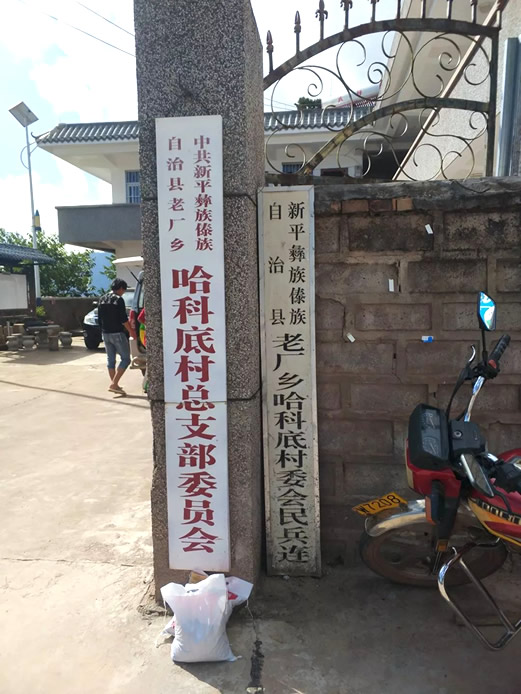 中共新平彝族傣族
自治县老厂乡
哈科底村总支部委员会
新平彝族傣族
自治县
老厂乡哈科底村委会民兵连
W7208